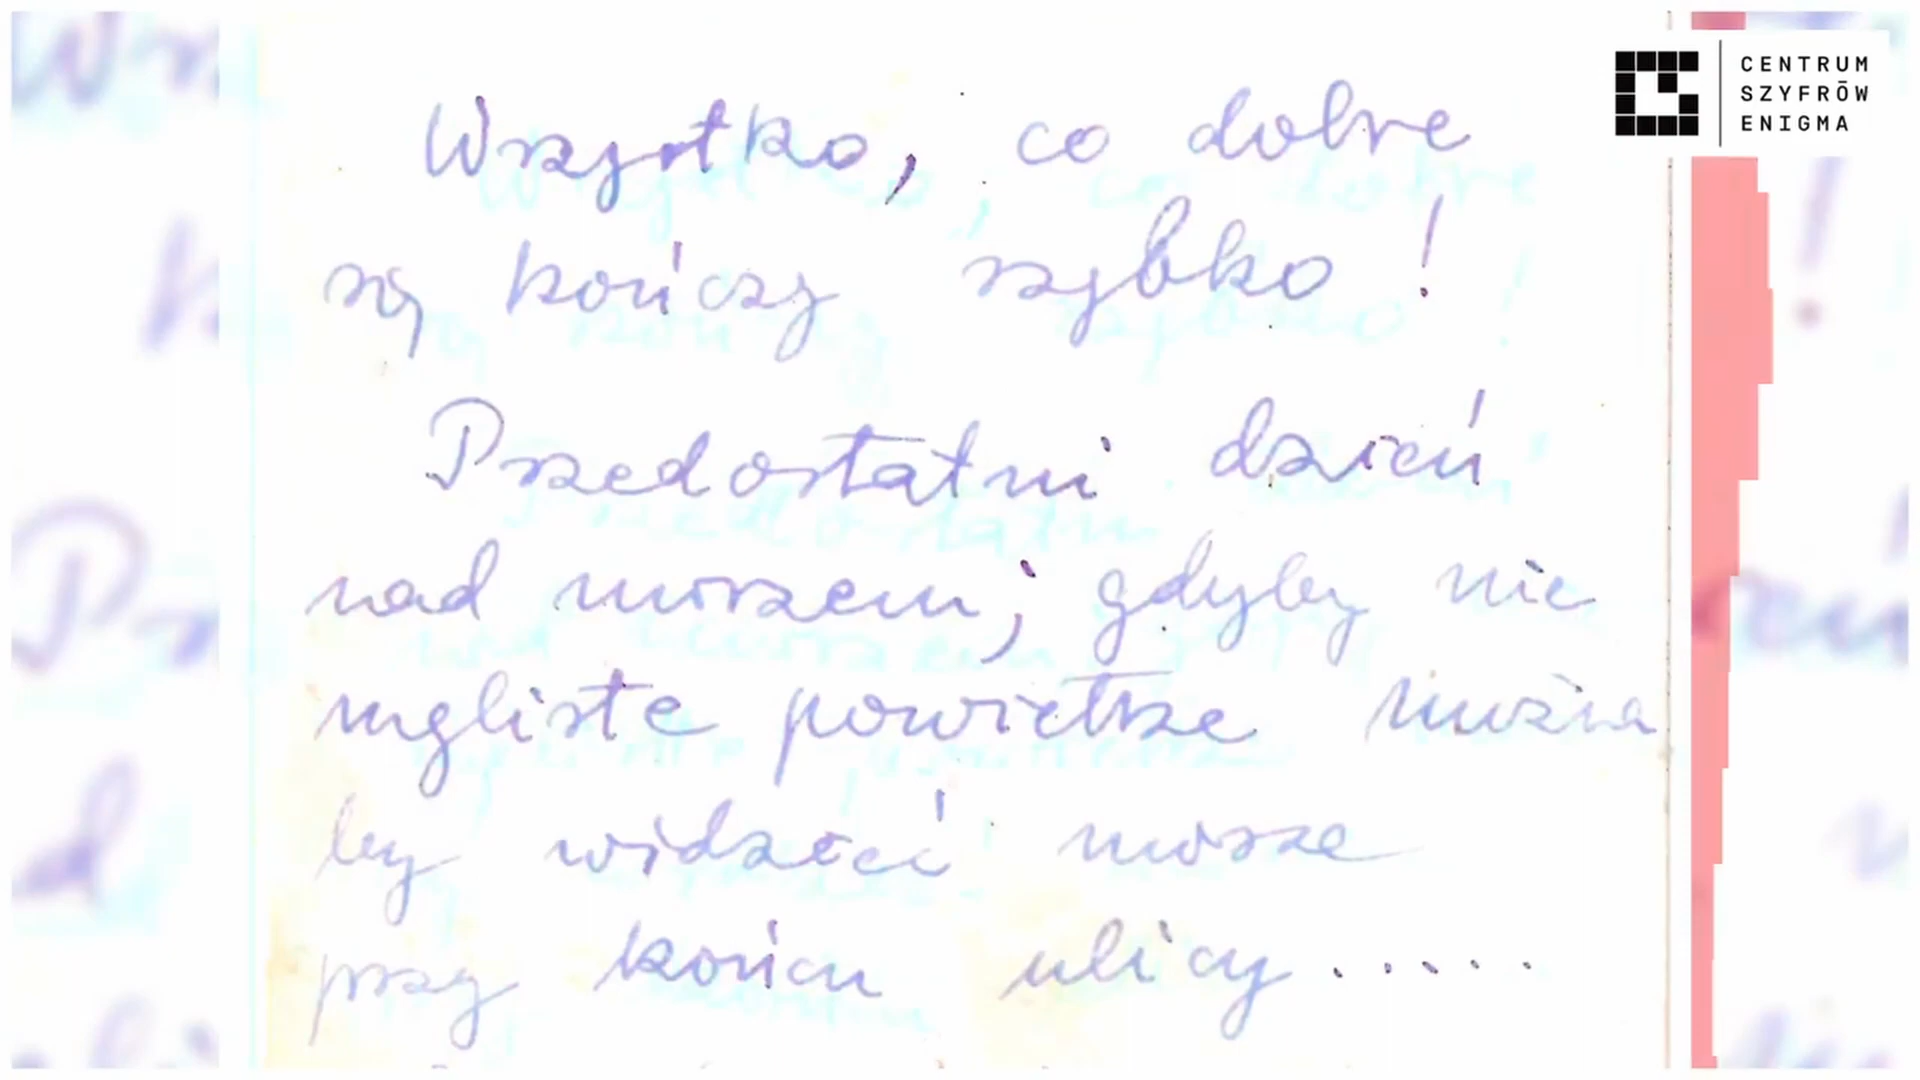 Wszystko, co dobre
się kończy szybko!
Przedostatni dzień
nad morzem; gdyby nie
mgliste powietrze można
by widzieć morze
przy końcu ulicy.....
CENTRUM
SZYFRÓW
ENIGMA